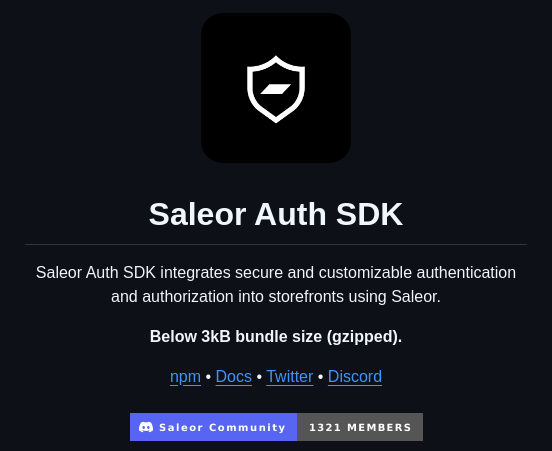 Saleor Auth SDK
Saleor Auth SDK integrates secure and customizable authentication
and authorization into storefronts using Saleor.
Below 3kB bundle size (gzipped).
npm • Docs • Twitter • Discord
Saleor Community 1321 MEMBERS